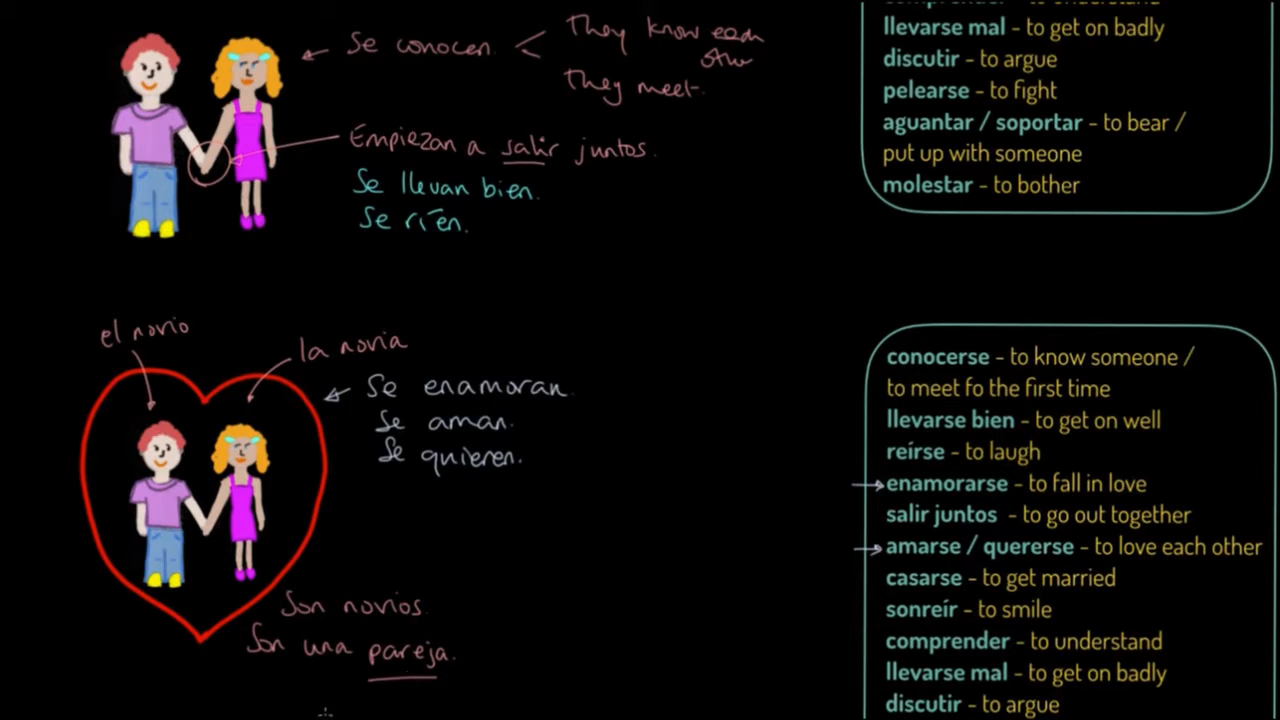 Se conocen.
They know each
other
They meet.
Empiezan a salir juntos.
Se llevan bien.
Se ríen.
el novio
la novia
Se enamoran.
Se aman.
Se quieren.
Son novios.
Son una pareja.
llevarse mal - to get on badly
discutir - to argue
pelearse - to fight
aguantar / soportar - to bear /
put up with someone
molestar - to bother
conocerse - to know someone /
to meet fo the first time
llevarse bien - to get on well
reírse - to laugh
enamorarse - to fall in love
salir juntos - to go out together
amarse / quererse - to love each other
casarse - to get married
sonreír - to smile
comprender - to understand
llevarse mal - to get on badly
discutir - to argue